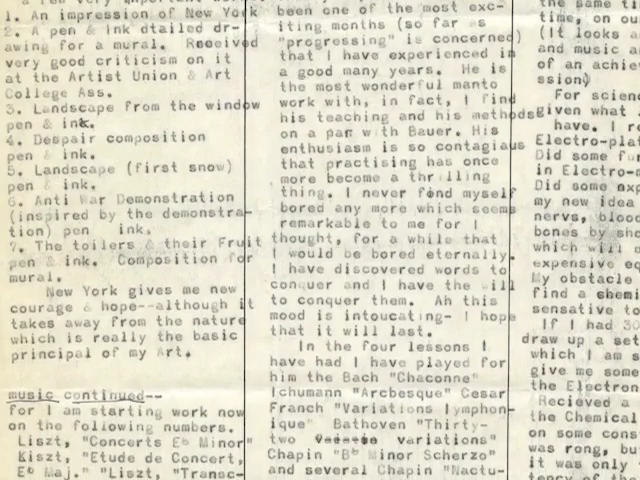 1. An impression of New York
2. A pen & ink dtailed dr-
awing for a mural. Received
very good criticism on it
at the Artist Union & Art
College Ass.
3. Landscape from the window
pen & ink.
4. Despair composition
pen & ink.
5. Landscape (first snow)
pen & ink.
6. Anti War Demonstration
(inspired by the demonstra-
tion) pen ink.
7. The toilers & their Fruit
pen & ink. Composition for
mural.
New York gives me new
courage & hope--although it
takes away from the nature
which is really the basic
principal of my Art.
music continued--
for I am starting work now
on the following numbers.
Liszt, "Concerts Eb Minor"
Kiszt, "Etude de Concert,
Eb Maj." "Liszt, "Transc-
been one of the most exc-
iting months (so far as
"progressing" is concerned)
that I have experienced in
a good many years. He is
the most wonderful manto
work with, in fact, I find
his teaching and his methods
on a par with Bauer. His
enthusiasm is so contagiaus
that practising has once
more become a thrilling
thing. I never find myself
bored any more which seems
remarkable to me for I
thought, for a while that
I would be bored eternally.
I have discovered words to
conquer and I have the will
to conquer them. Ah this
mood is intoucating- I hope
that it will last.
In the four lessons I
have had I have played for
him the Bach "Chaconne"
Ichumann "Arcbesque" Cesar
Franch "Variations Iymphon-
ique" Bathoven "Thirty-
two variations"
Chapin "Bb Minor Scherzo"
and several Chapin "Nactu-
the same ti
time, on ou
(It looks a
and music a
of an achie
ssion)
For scienc
given what
have. I r
Electro-plat
Did some fu
in Electro-m
Did some exp
my new idea
nervs, blood
bones by sho
which will n
expensive eq
My obstacle
find a chemi
sensative to
If I had 30
draw up a set
which I am s
give me some
the Electron
Recieved a
the Chemical
on some cons
was rong, but
it was only
tency of the